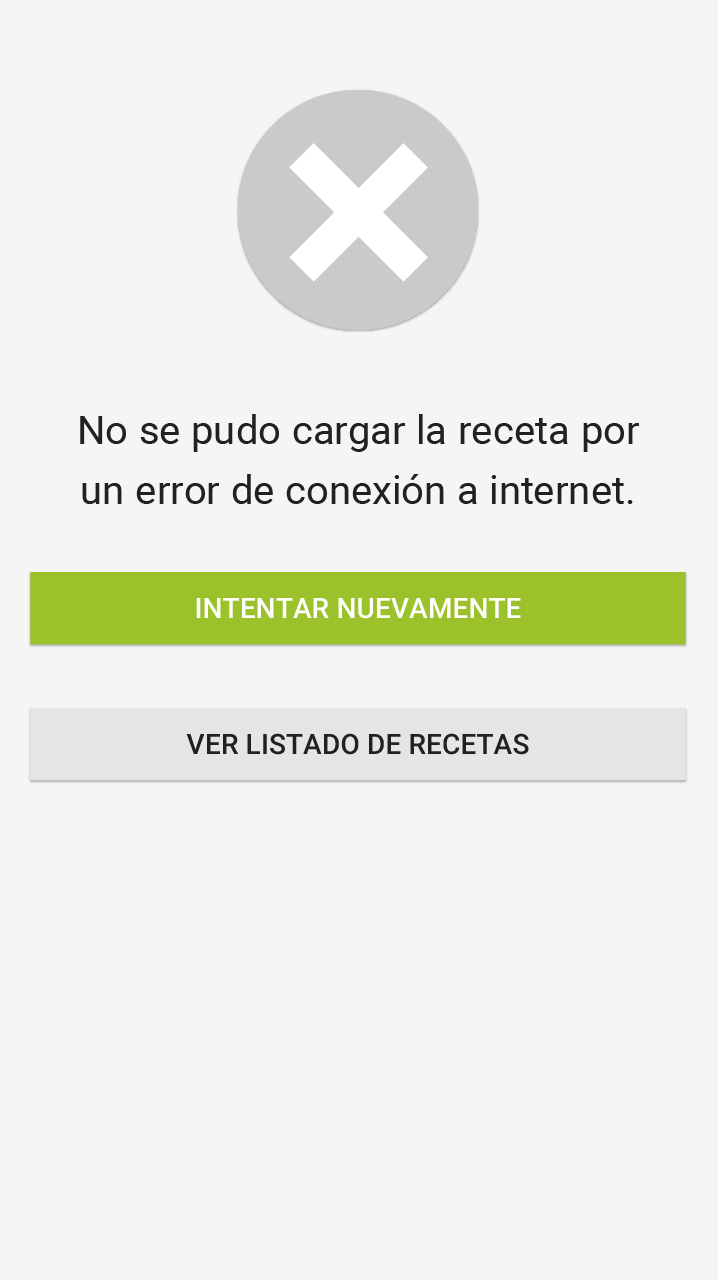 No se pudo cargar la receta por
un error de conexión a internet.
INTENTAR NUEVAMENTE
VER LISTADO DE RECETAS